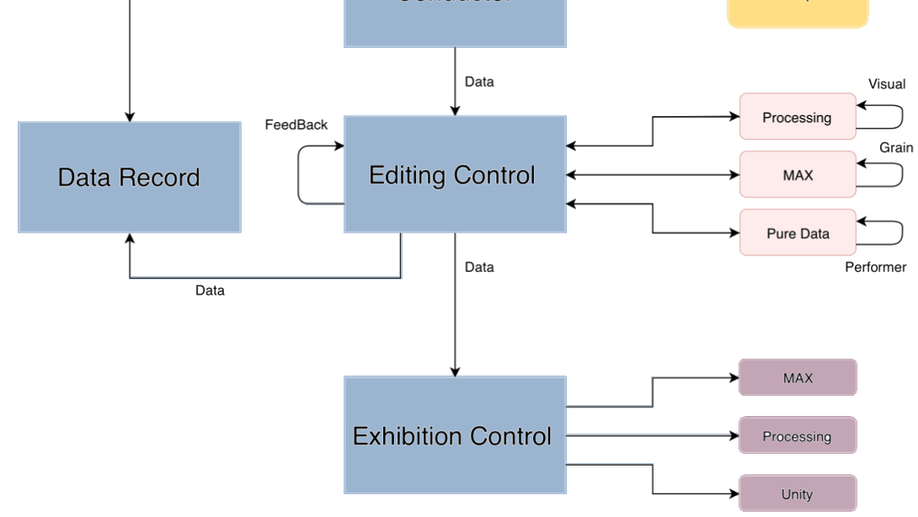 Data
Visual
FeedBack
Processing
Grain
Data Record
Editing Control
MAX
Pure Data
Data
Performer
Data
MAX
Exhibition Control
Processing
Unity